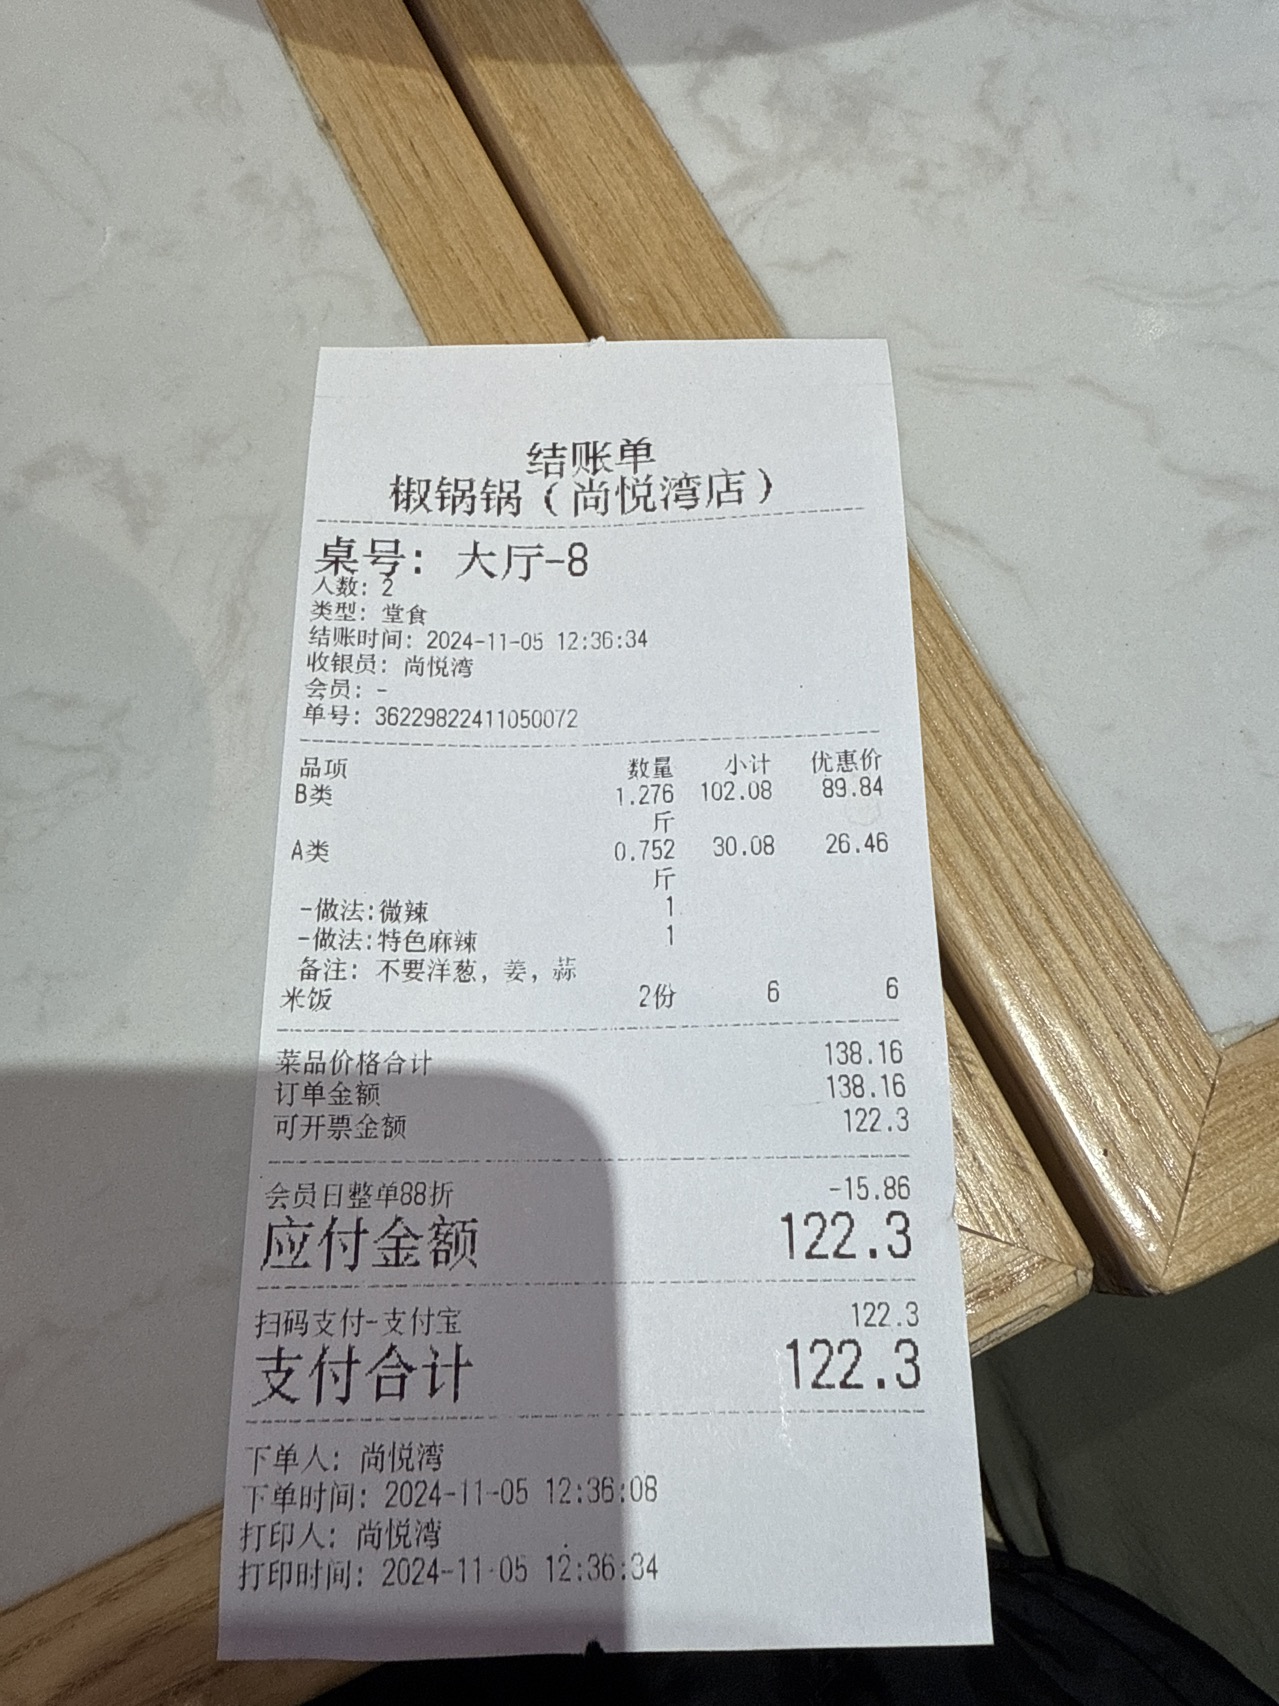 结账单
椒锅锅（尚悦湾店）
桌号: 大厅-8
人数: 2
类型: 堂食
结账时间: 2024-11-05 12:36:34
收银员: 尚悦湾
会员: -
单号: 36229822411050072
品项 数量 小计 优惠价
B类 1.276 102.08 89.84
斤
A类 0.752 30.08 26.46
斤
-做法:微辣 1
-做法:特色麻辣 1
备注: 不要洋葱, 姜, 蒜
米饭 2份 6 6
菜品价格合计 138.16
订单金额 138.16
可开票金额 122.3
会员日整单88折 -15.86
应付金额 122.3
扫码支付-支付宝 122.3
支付合计 122.3
下单人: 尚悦湾
下单时间: 2024-11-05 12:36:08
打印人: 尚悦湾
打印时间: 2024-11-05 12:36:34